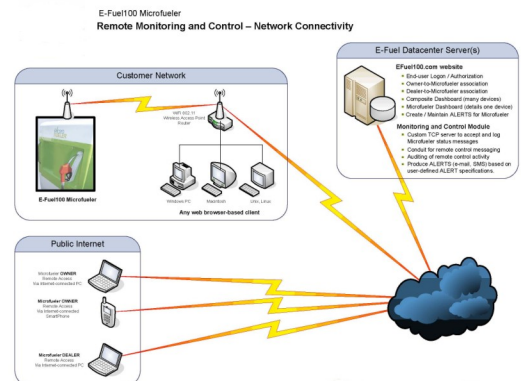 E-Fuel100 Microfueler
Remote Monitoring and Control – Network Connectivity
Customer Network
WiFi 802.11
Wireless Access Point
Router
E-Fuel100 Microfueler
Windows PC
Macintosh
Unix, Linux
Any web browser-based client
E-Fuel Datacenter Server(s)
EFuel100.com website
• End-user Logon / Authorization
• Owner-to-Microfueler association
• Dealer-to-Microfueler association
• Composite Dashboard (many devices)
• Microfueler Dashboard (details one device)
• Create / Maintain ALERTS for Microfueler
Monitoring and Control Module
• Custom TCP server to accept and log
Microfueler status messages
• Conduit for remote control messaging
• Auditing of remote control activity
• Produce ALERTS (e-mail, SMS) based on
user-defined ALERT specifications.
Public Internet
Microfueler OWNER
Remote Access
Via Internet-connected PC
Microfueler OWNER
Remote Access
Via Internet-connected
SmartPhone
Microfueler DEALER
Remote Access
Via Internet-connected PC